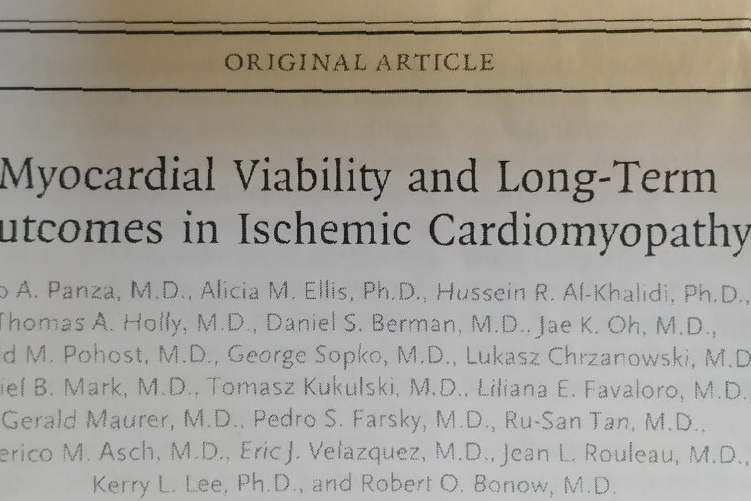 ORIGINAL ARTICLE
Myocardial Viability and Long-Term
utcomes in Ischemic Cardiomyopathy
o A. Panza, M.D., Alicia M. Ellis, Ph.D., Hussein R. Al-Khalidi, Ph.D.,
Thomas A. Holly, M.D., Daniel S. Berman, M.D., Jae K. Oh, M.D.,
d M. Pohost, M.D., George Sopko, M.D., Lukasz Chrzanowski, M.D
iel B. Mark, M.D., Tomasz Kukulski, M.D., Liliana E. Favaloro, M.D.
Gerald Maurer, M.D., Pedro S. Farsky, M.D., Ru-San Tan, M.D.,
erico M. Asch, M.D., Eric J. Velazquez, M.D., Jean L. Rouleau, M.D.,
Kerry L. Lee, Ph.D., and Robert O. Bonow, M.D.